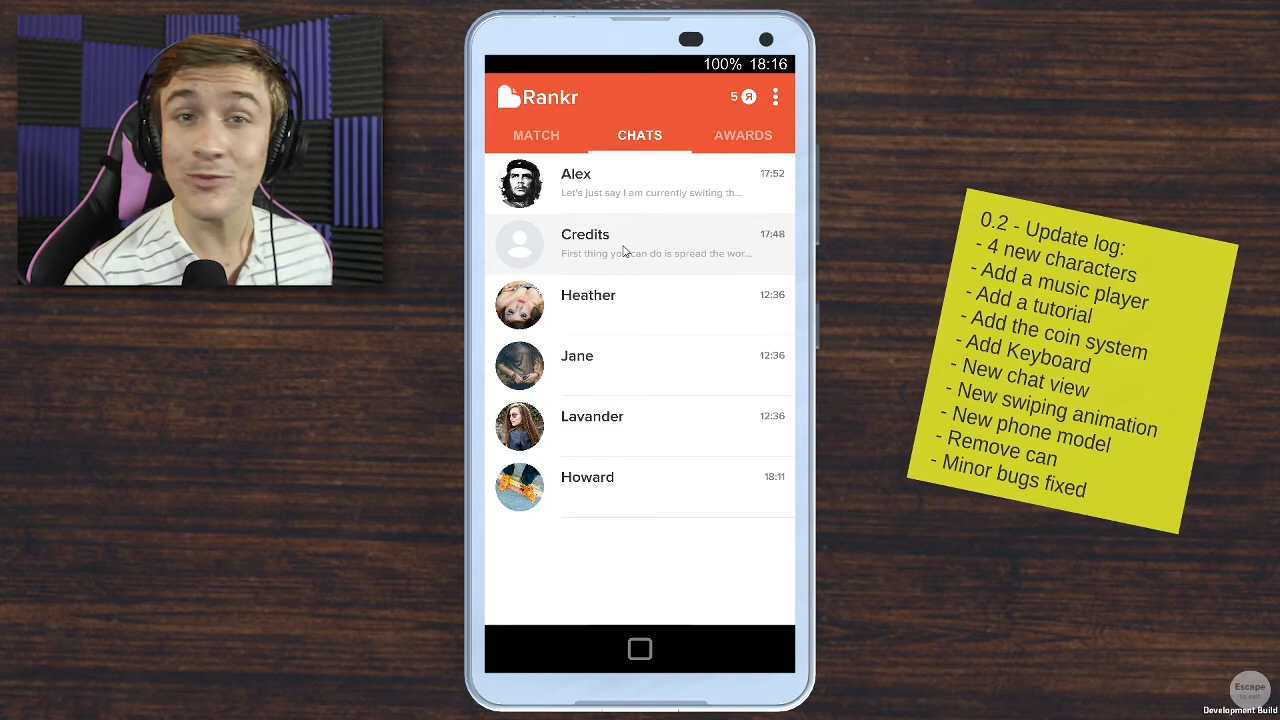 100% 18:16
Rankr
5 Я
MATCH CHATS AWARDS
Alex 17:52
Let's just say I am currently switing th...
Credits 17:48
First thing you can do is spread the wor...
Heather 12:36
Jane 12:36
Lavander 12:36
Howard 18:11
0.2 - Update log:
- 4 new characters
- Add a music player
- Add a tutorial
- Add the coin system
- Add Keyboard
- New chat view
- New swiping animation
- New phone model
- Remove can
- Minor bugs fixed
Escape
to exit
Development Build